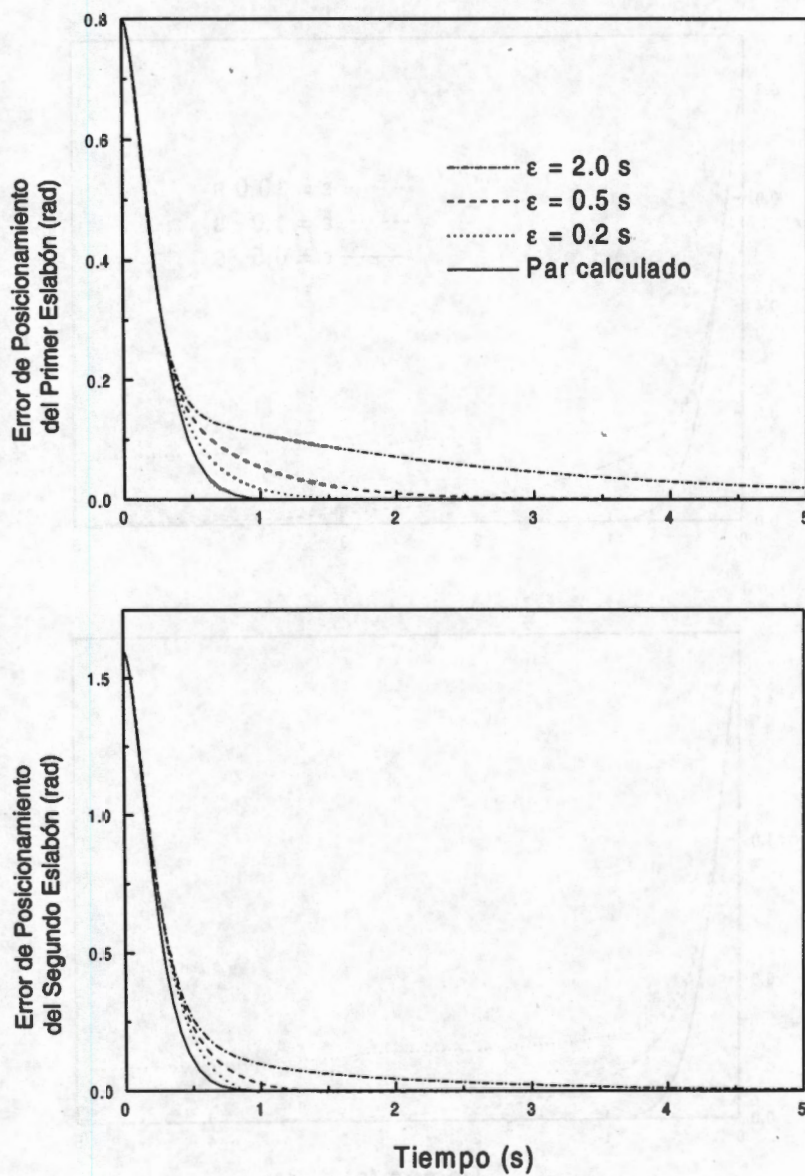 0.8
0.6
0.4
0.2
0.0
Error de Posicionamiento
del Primer Eslabón (rad)
ε = 2.0 s
ε = 0.5 s
ε = 0.2 s
Par calculado
0 1 2 3 4 5
1.5
1.0
0.5
0.0
Error de Posicionamiento
del Segundo Eslabón (rad)
0 1 2 3 4 5
Tiempo (s)